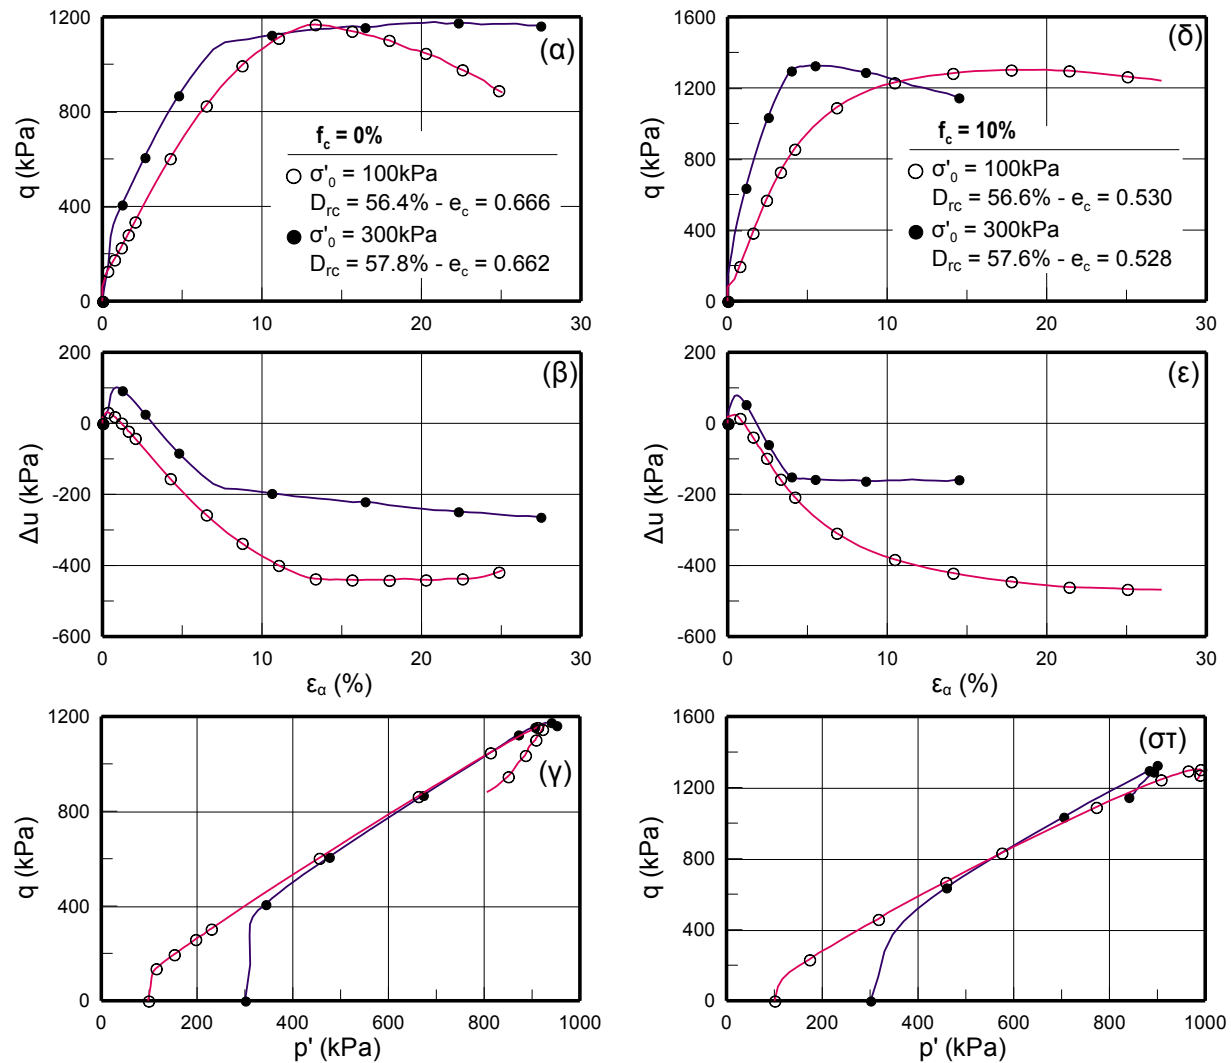 1200
800
400
0
q (kPa)
0
10
20
30
(α)
f_c = 0%
σ'_0 = 100kPa
D_rc = 56.4% - e_c = 0.666
σ'_0 = 300kPa
D_rc = 57.8% - e_c = 0.662
1600
1200
800
400
0
q (kPa)
0
10
20
30
(δ)
f_c = 10%
σ'_0 = 100kPa
D_rc = 56.6% - e_c = 0.530
σ'_0 = 300kPa
D_rc = 57.6% - e_c = 0.528
200
0
-200
-400
-600
Δu (kPa)
0
10
20
30
ε_α (%)
(β)
200
0
-200
-400
-600
Δu (kPa)
0
10
20
30
ε_α (%)
(ε)
1200
800
400
0
q (kPa)
0
200
400
600
800
1000
p' (kPa)
(γ)
1600
1200
800
400
0
q (kPa)
0
200
400
600
800
1000
p' (kPa)
(στ)